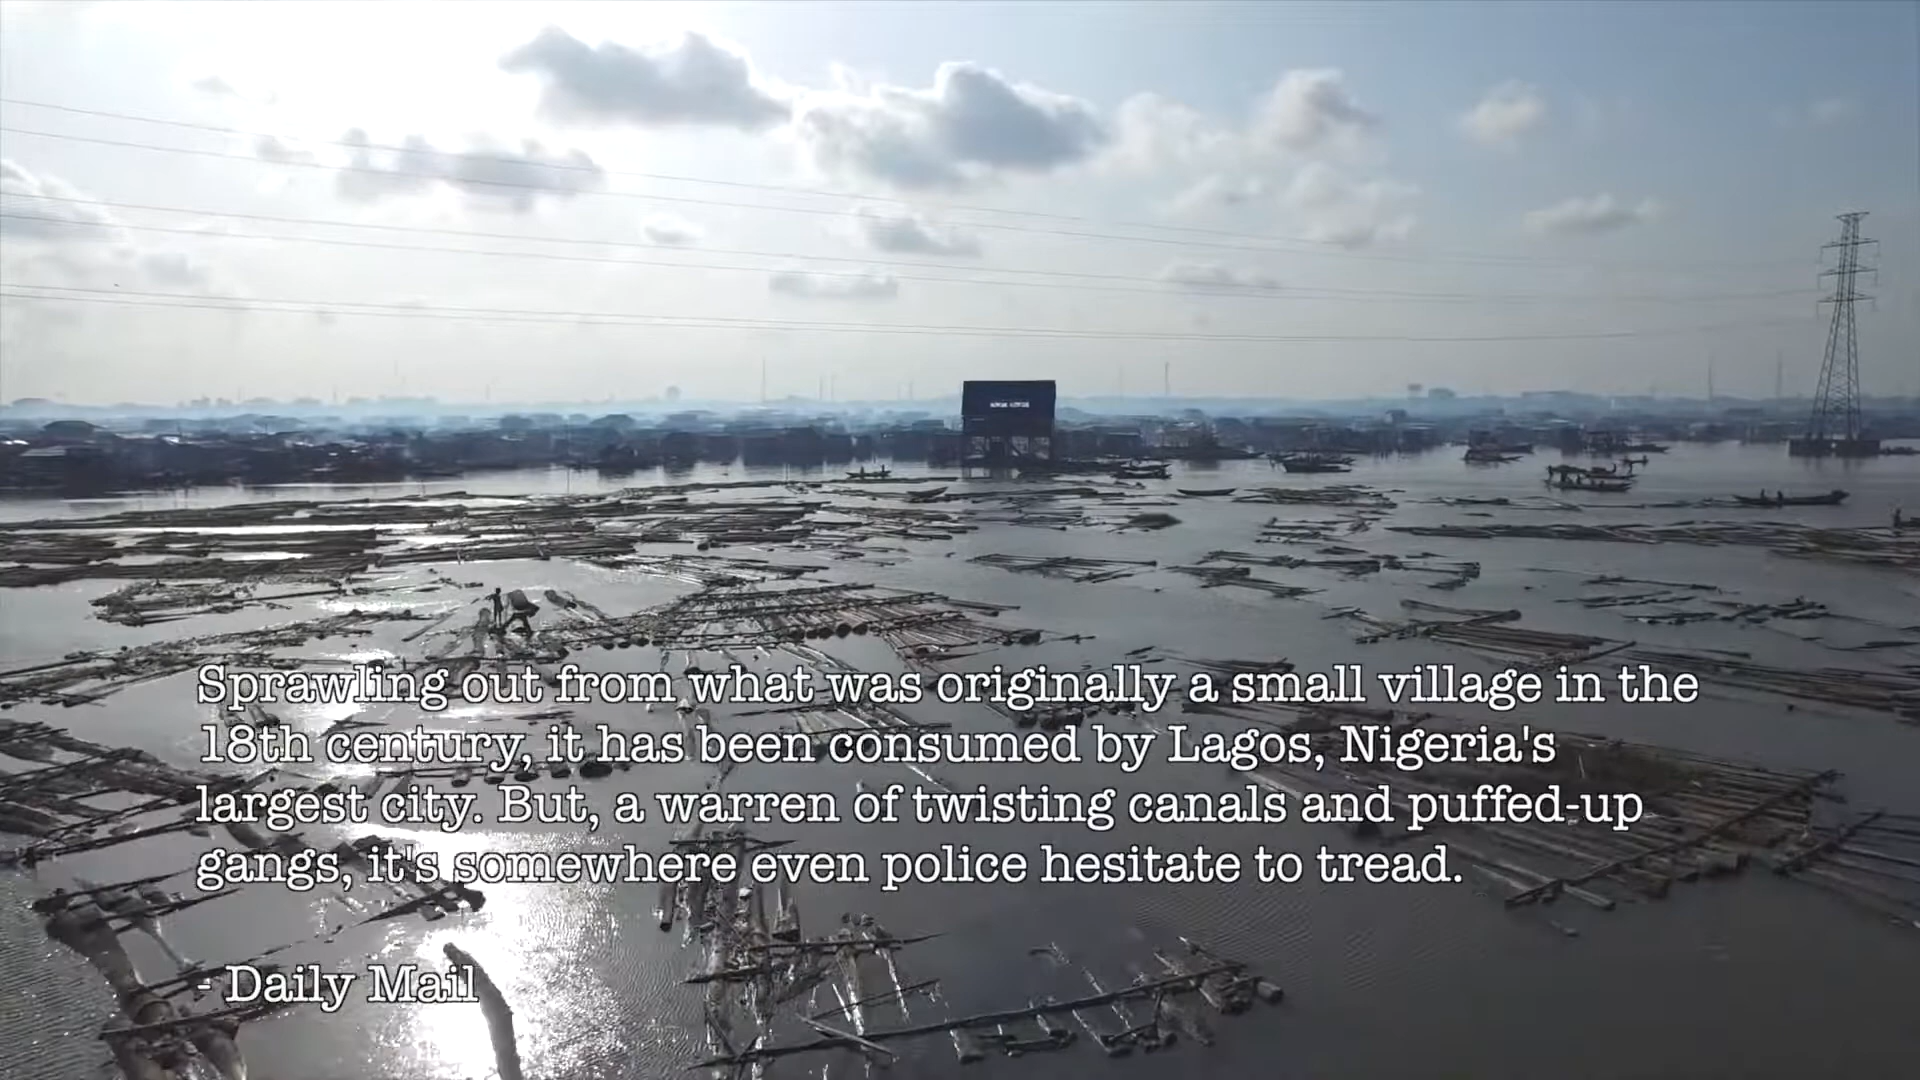 Sprawling out from what was originally a small village in the
18th century, it has been consumed by Lagos, Nigeria's
largest city. But, a warren of twisting canals and puffed-up
gangs, it's somewhere even police hesitate to tread.
- Daily Mail